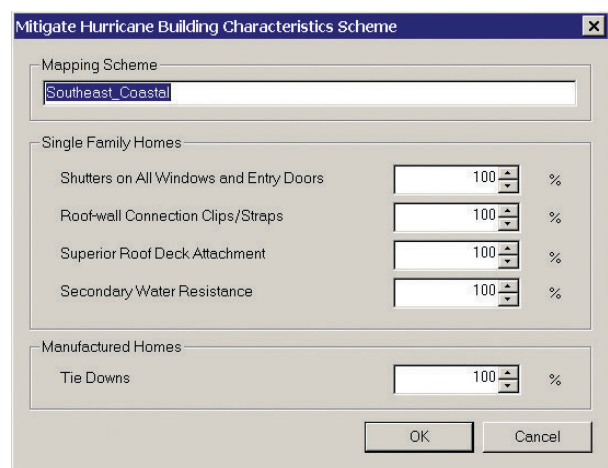 Mitigate Hurricane Building Characteristics Scheme
Mapping Scheme
Southeast_Coastal
Single Family Homes
Shutters on All Windows and Entry Doors 100 %
Roof-wall Connection Clips/Straps 100 %
Superior Roof Deck Attachment 100 %
Secondary Water Resistance 100 %
Manufactured Homes
Tie Downs 100 %
OK Cancel